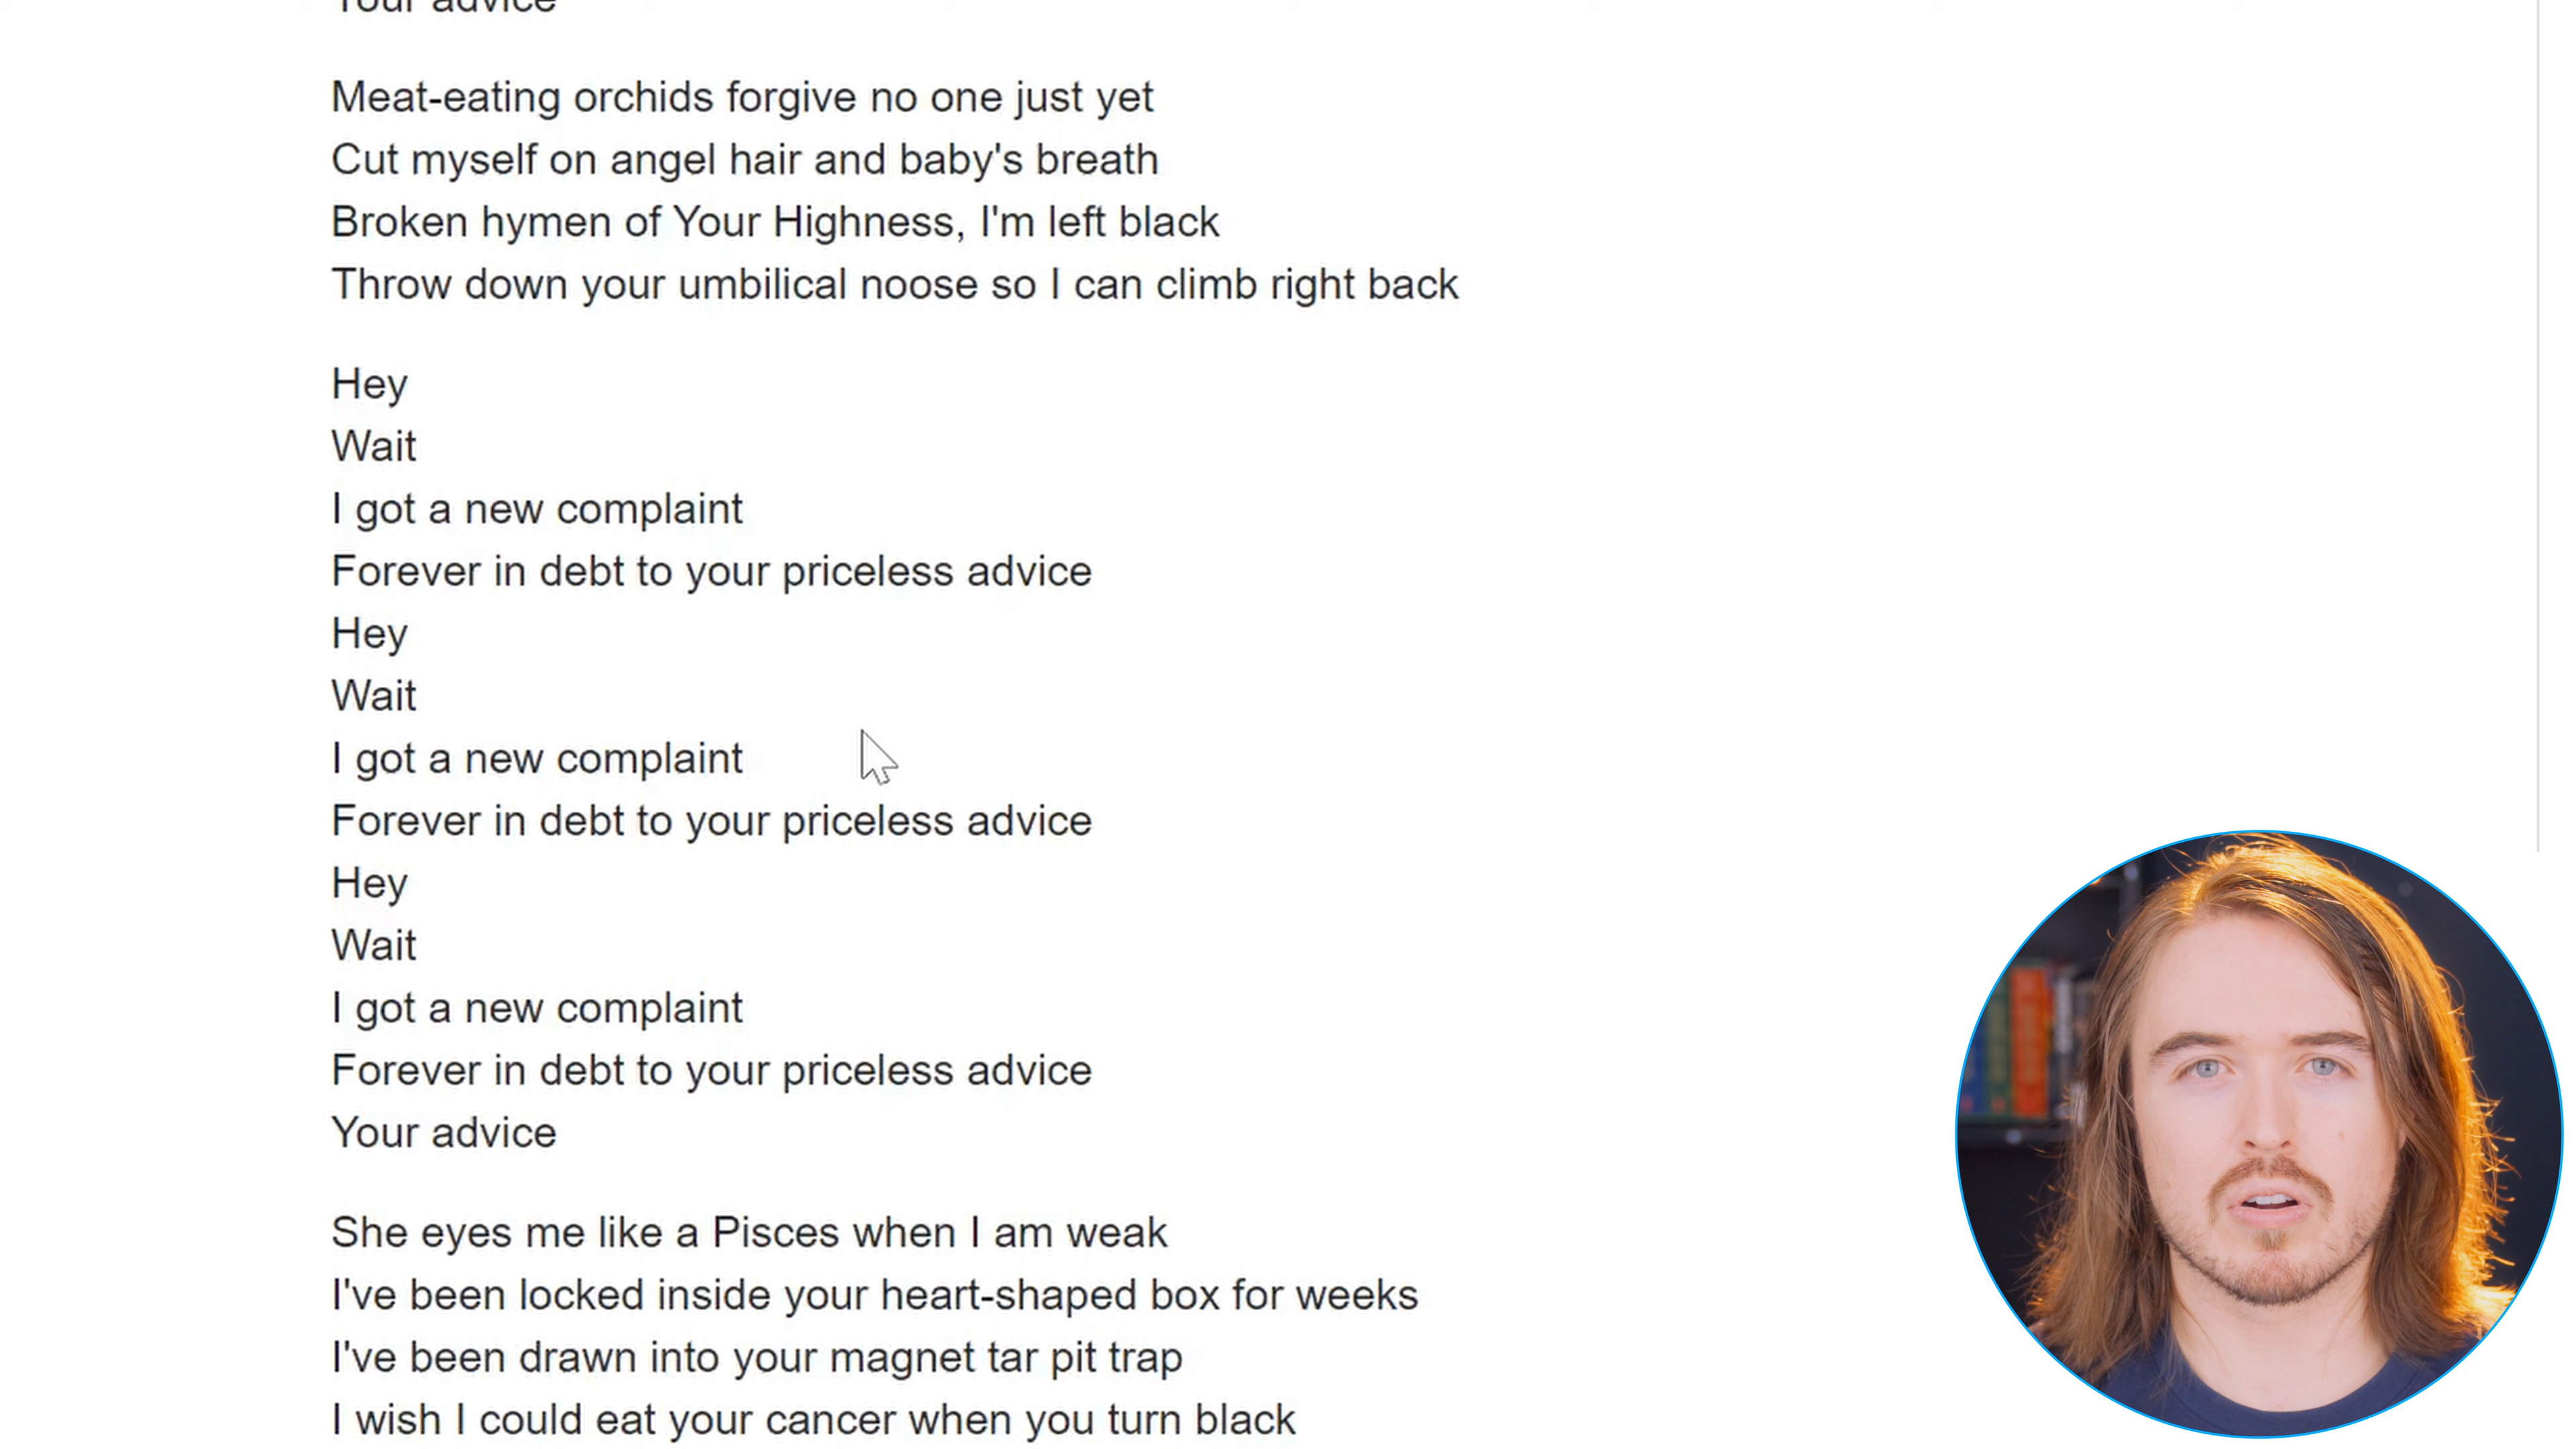 Your advice
Meat-eating orchids forgive no one just yet
Cut myself on angel hair and baby's breath
Broken hymen of Your Highness, I'm left black
Throw down your umbilical noose so I can climb right back
Hey
Wait
I got a new complaint
Forever in debt to your priceless advice
Hey
Wait
I got a new complaint
Forever in debt to your priceless advice
Hey
Wait
I got a new complaint
Forever in debt to your priceless advice
Your advice
She eyes me like a Pisces when I am weak
I've been locked inside your heart-shaped box for weeks
I've been drawn into your magnet tar pit trap
I wish I could eat your cancer when you turn black